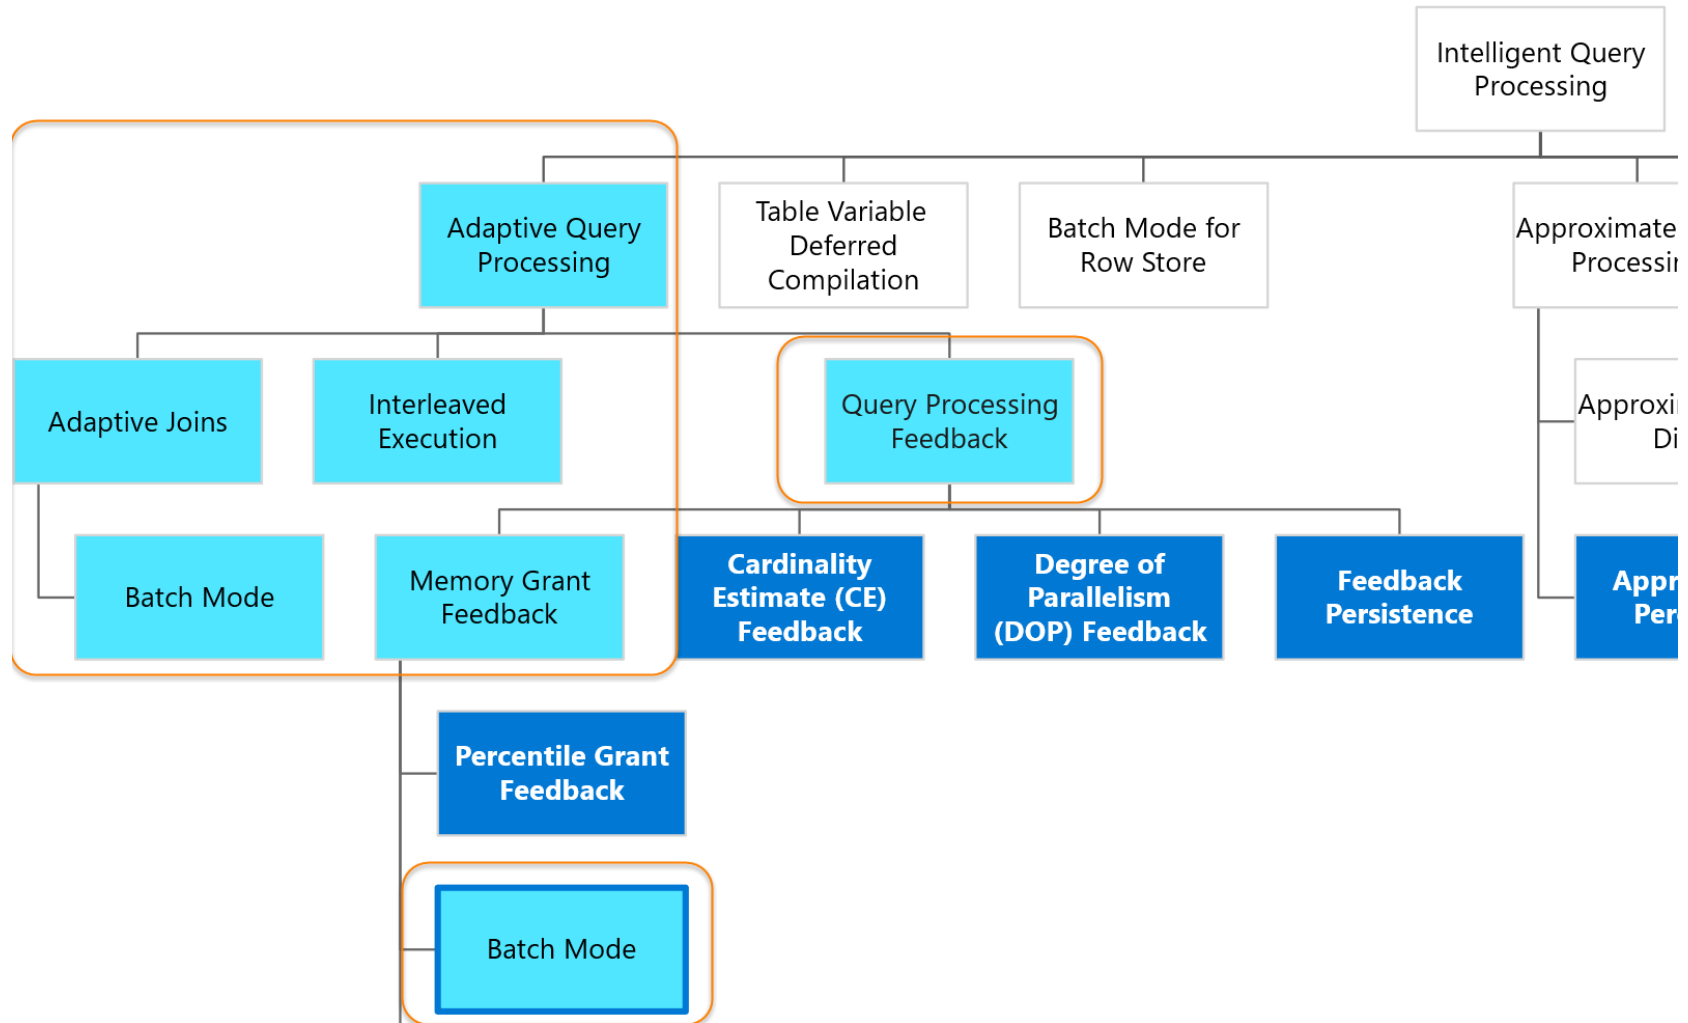 Intelligent Query
Processing
Adaptive Query
Processing
Table Variable
Deferred
Compilation
Batch Mode for
Row Store
Approximate
Adaptive Joins
Interleaved
Execution
Query Processing
Feedback
Batch Mode
Memory Grant
Feedback
Cardinality
Estimate (CE)
Feedback
Degree of
Parallelism
(DOP) Feedback
Feedback
Persistence
Percentile Grant
Feedback
Batch Mode